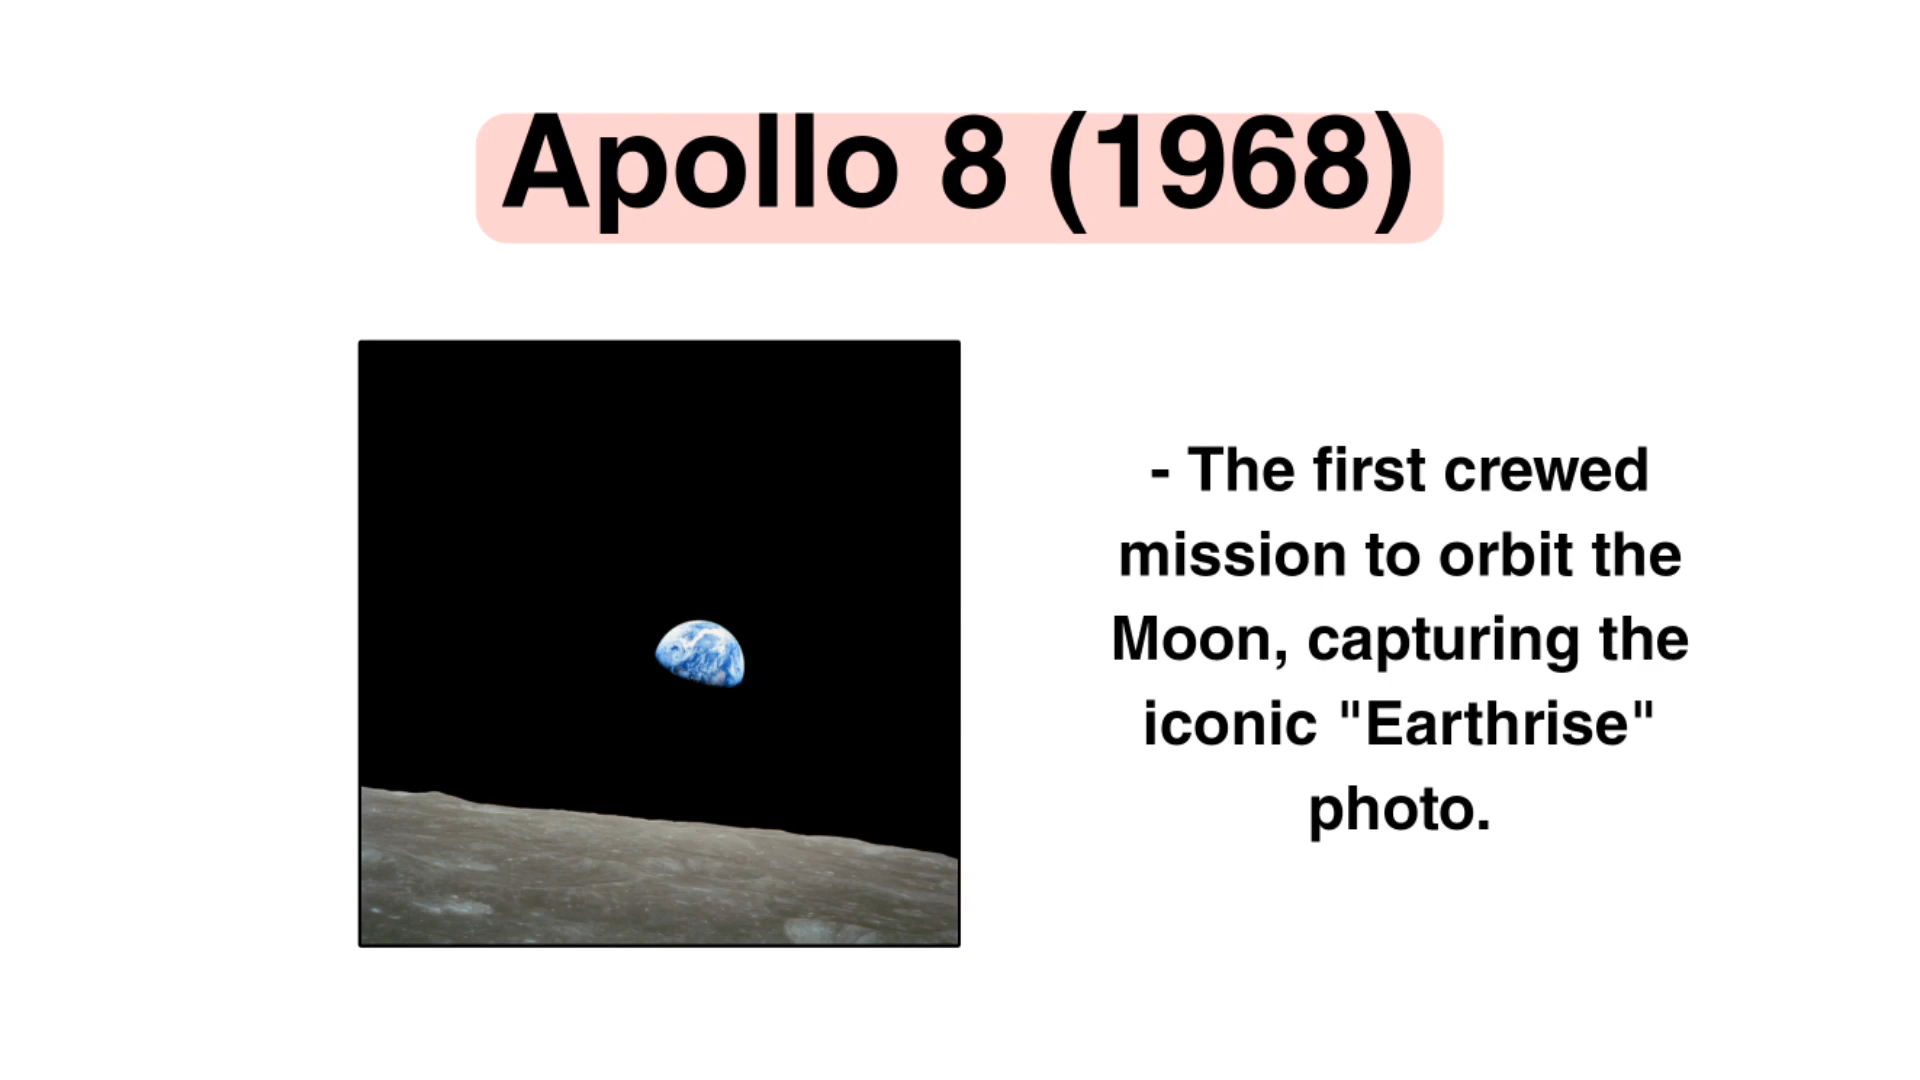 Apollo 8 (1968)
- The first crewed
mission to orbit the
Moon, capturing the
iconic "Earthrise"
photo.